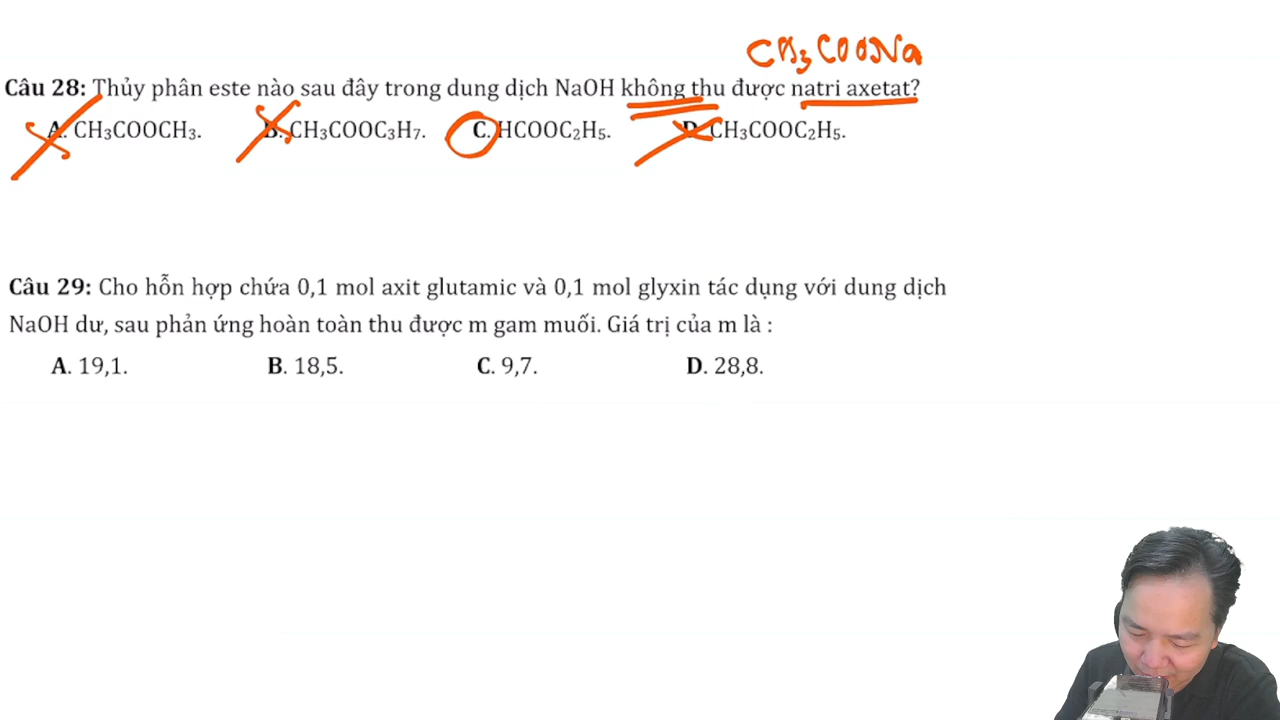 CH₃COONa
Câu 28: Thủy phân este nào sau đây trong dung dịch NaOH không thu được natri axetat?
A. CH₃COOCH₃. B. CH₃COOC₃H₇. C. HCOOC₂H₅. D. CH₃COOC₂H₅.
Câu 29: Cho hỗn hợp chứa 0,1 mol axit glutamic và 0,1 mol glyxin tác dụng với dung dịch
NaOH dư, sau phản ứng hoàn toàn thu được m gam muối. Giá trị của m là :
A. 19,1. B. 18,5. C. 9,7. D. 28,8.